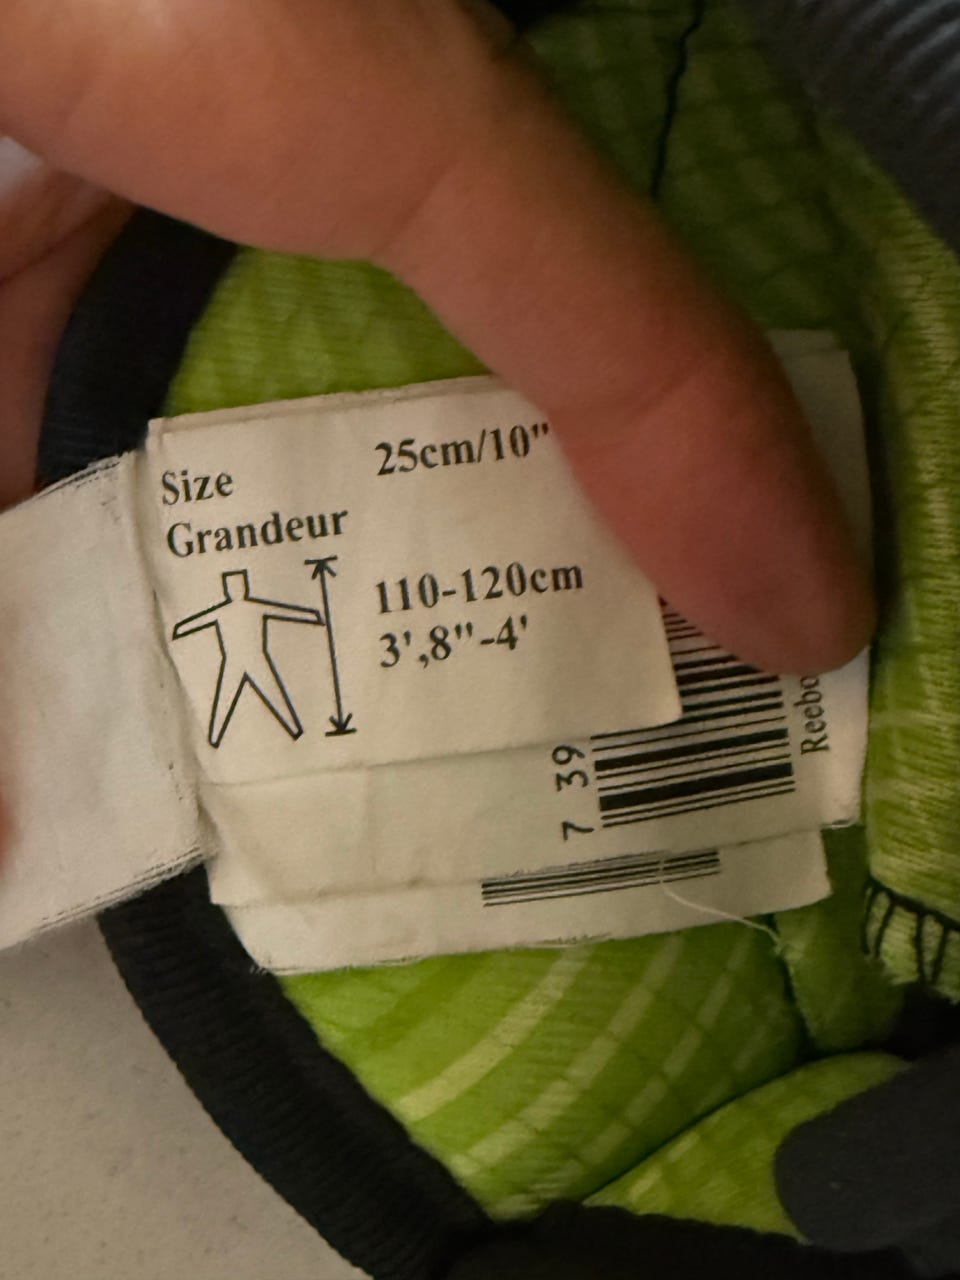 Size 25cm/10"
Grandeur
110-120cm
3',8"-4'
7 39